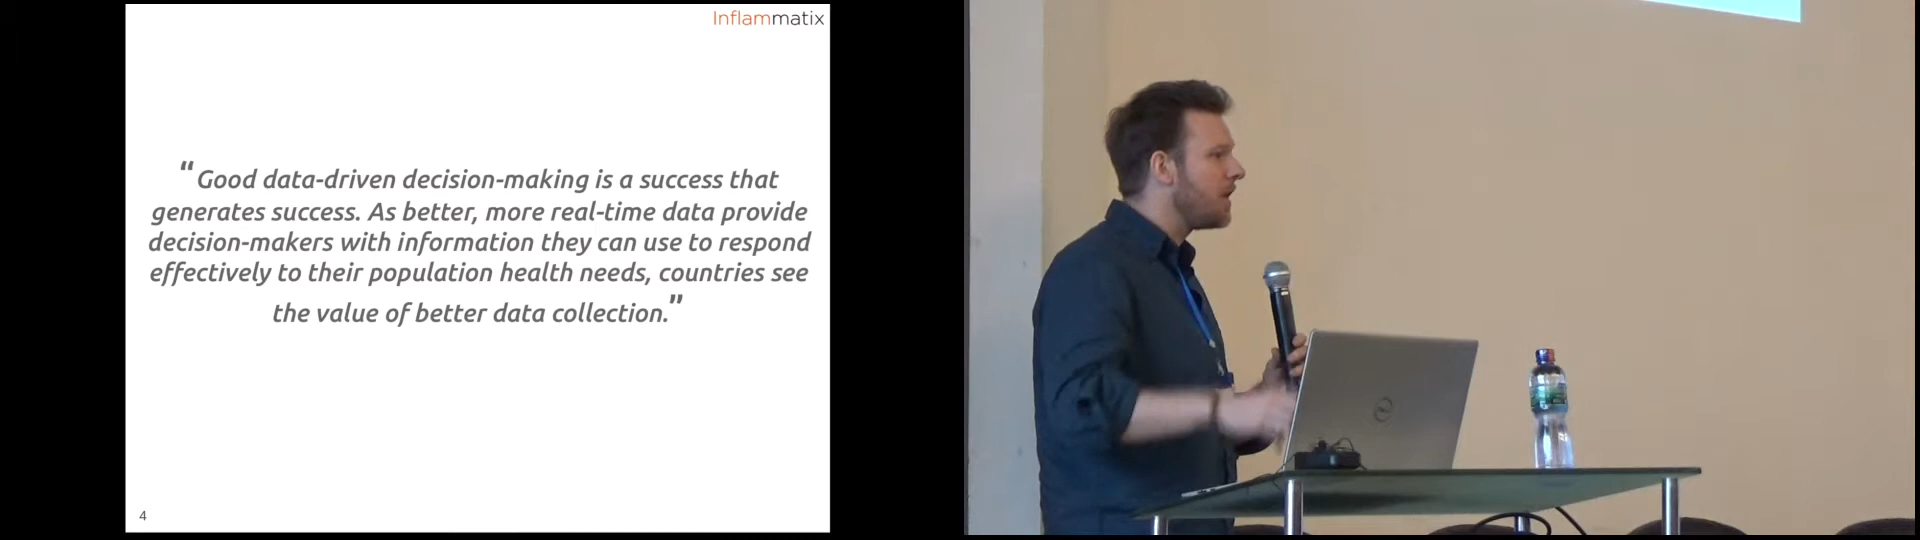 Inflammatix
“Good data-driven decision-making is a success that
generates success. As better, more real-time data provide
decision-makers with information they can use to respond
effectively to their population health needs, countries see
the value of better data collection.”
4
DELL